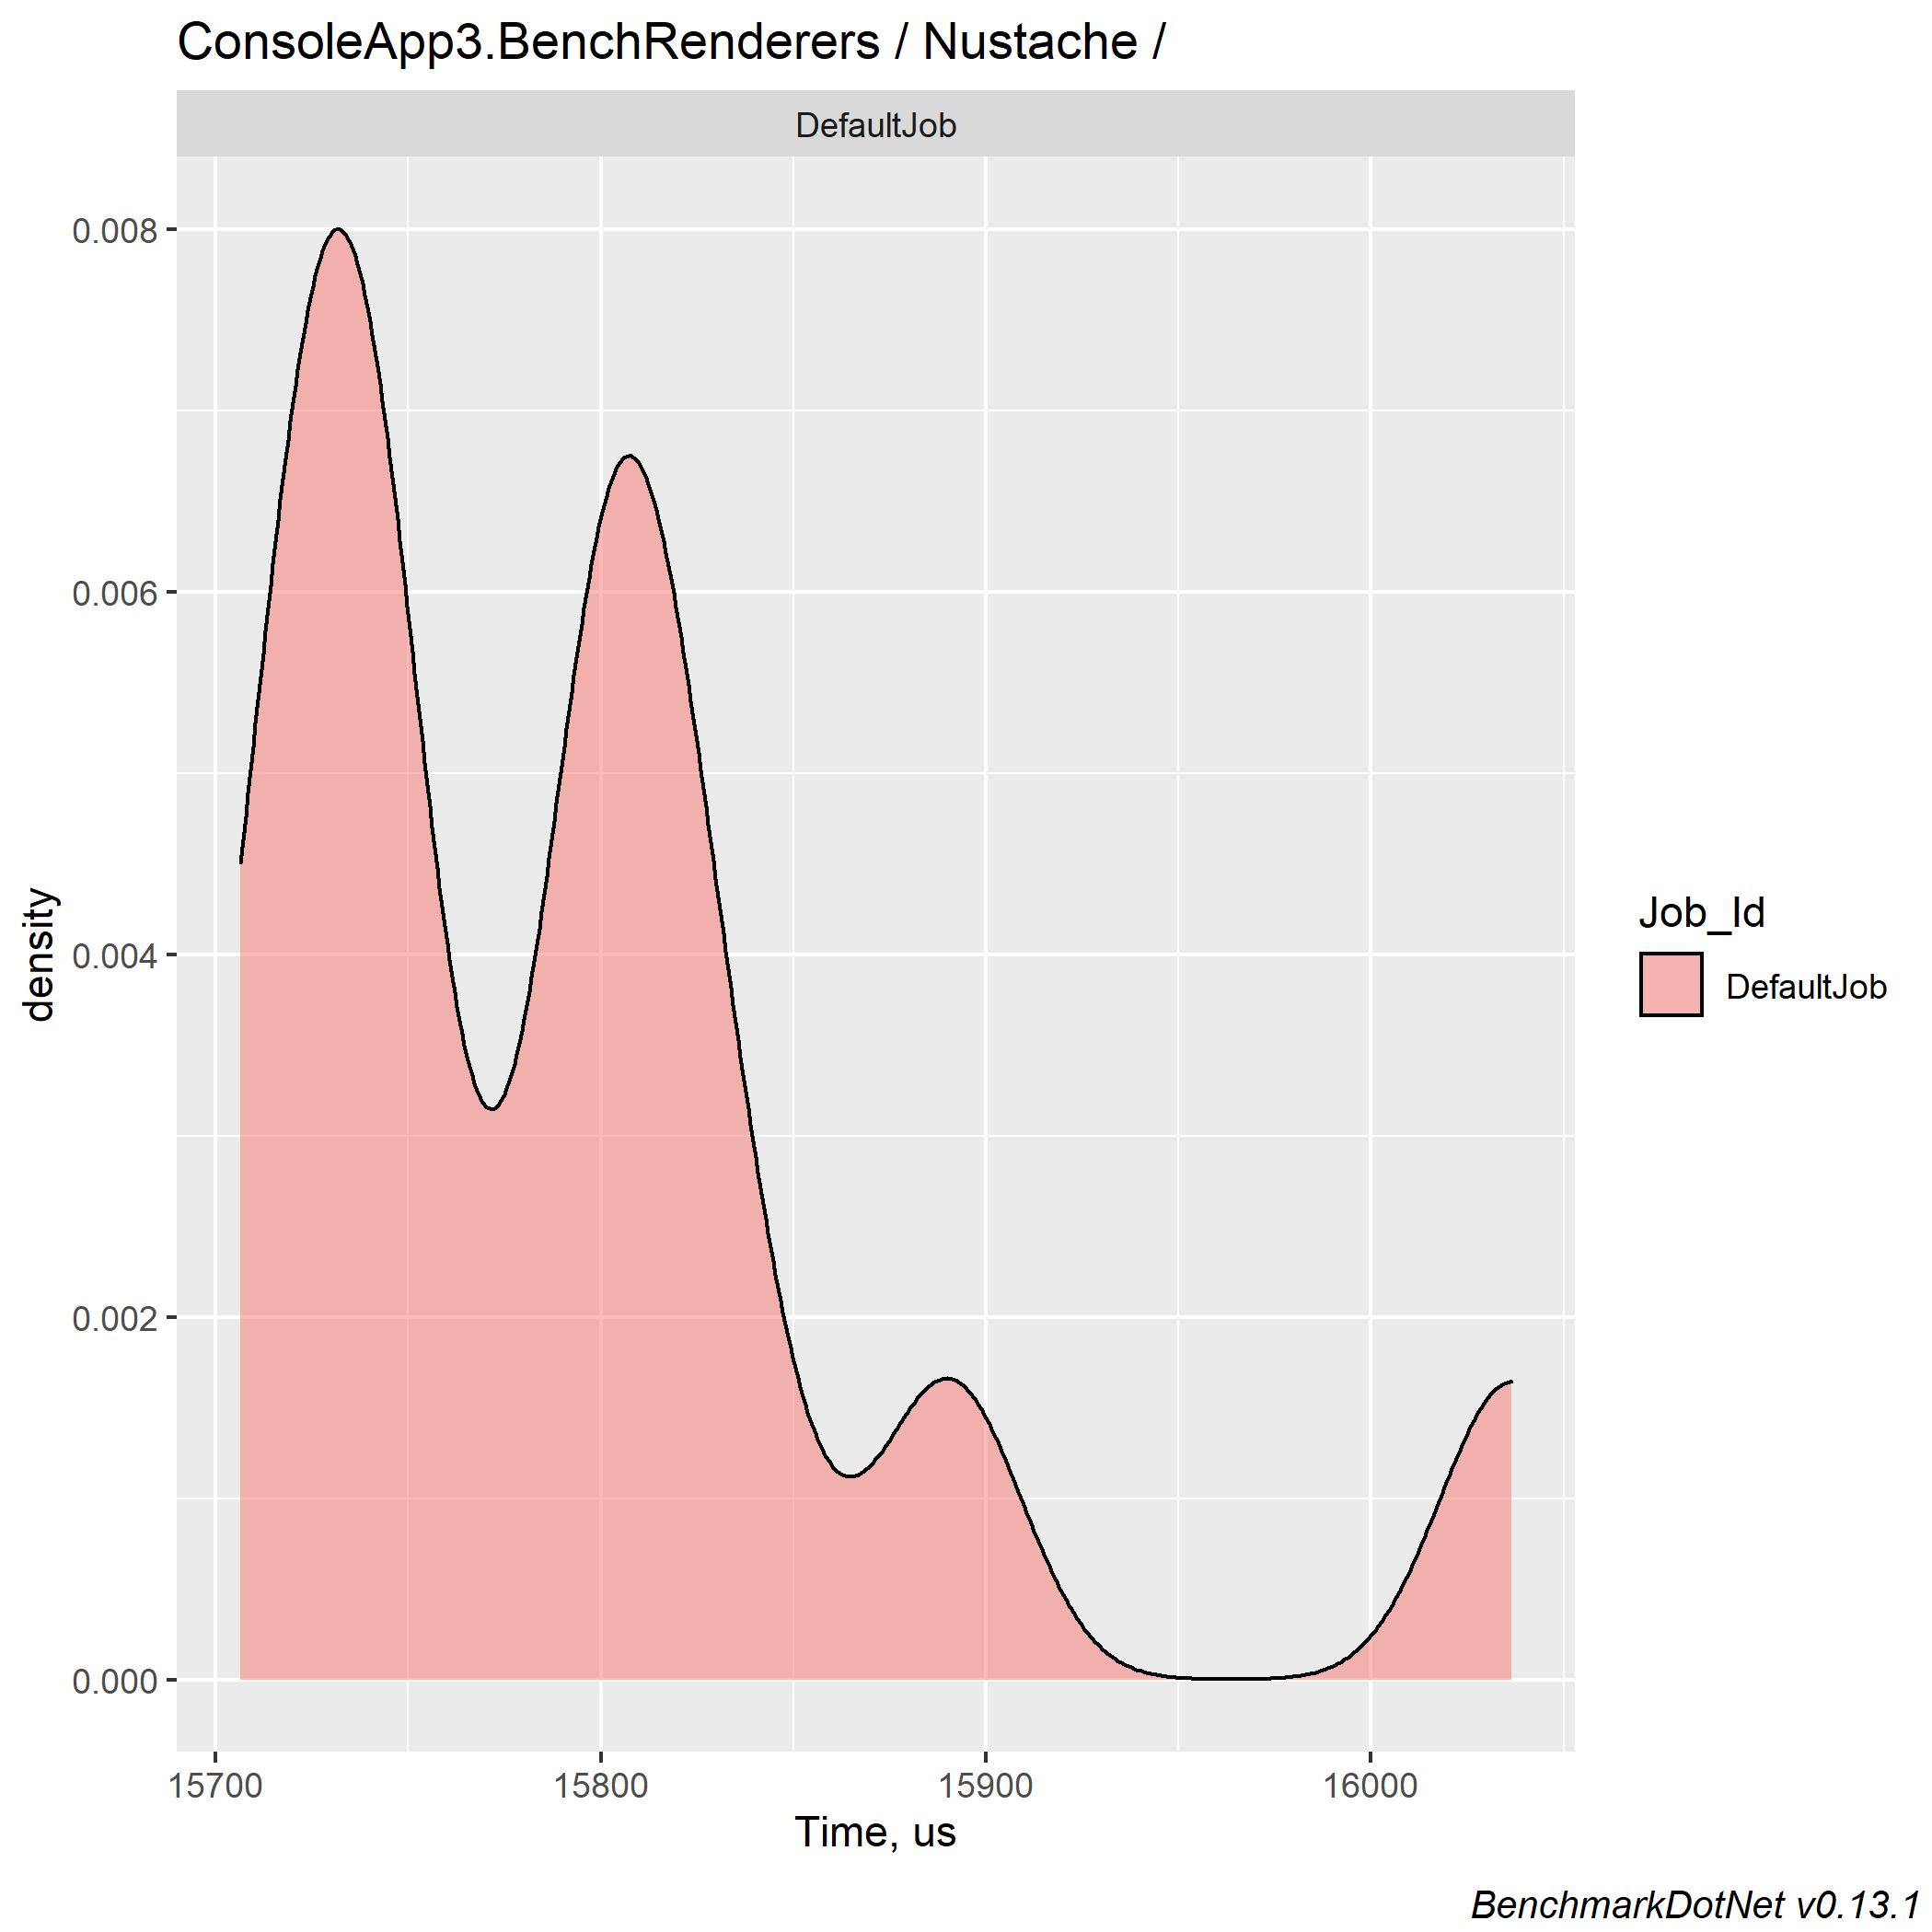 ConsoleApp3.BenchRenderers / Nustache /
DefaultJob
0.008
0.006
0.004
0.002
0.000
density
15700 15800 15900 16000
Time, us
Job_Id
DefaultJob
BenchmarkDotNet v0.13.1